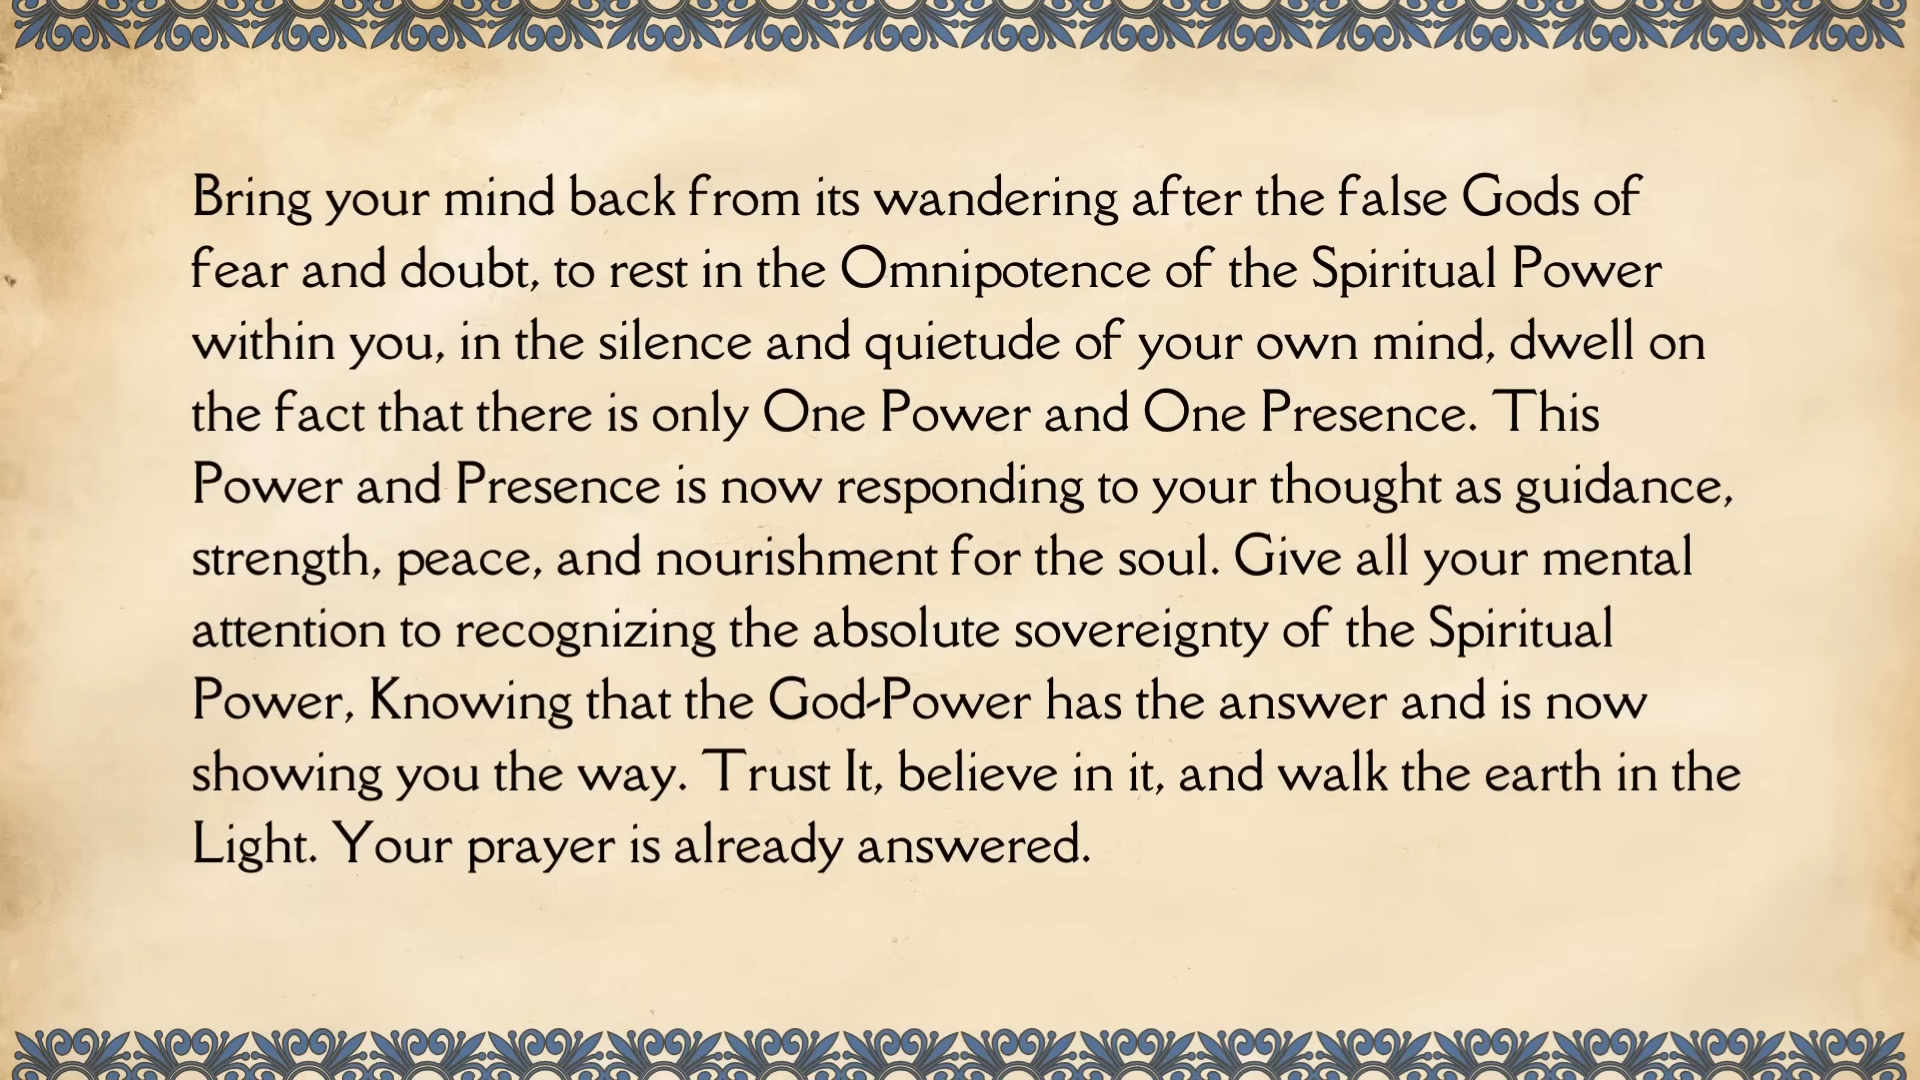 Bring your mind back from its wandering after the false Gods of
fear and doubt, to rest in the Omnipotence of the Spiritual Power
within you, in the silence and quietude of your own mind, dwell on
the fact that there is only One Power and One Presence. This
Power and Presence is now responding to your thought as guidance,
strength, peace, and nourishment for the soul. Give all your mental
attention to recognizing the absolute sovereignty of the Spiritual
Power, Knowing that the God-Power has the answer and is now
showing you the way. Trust It, believe in it, and walk the earth in the
Light. Your prayer is already answered.